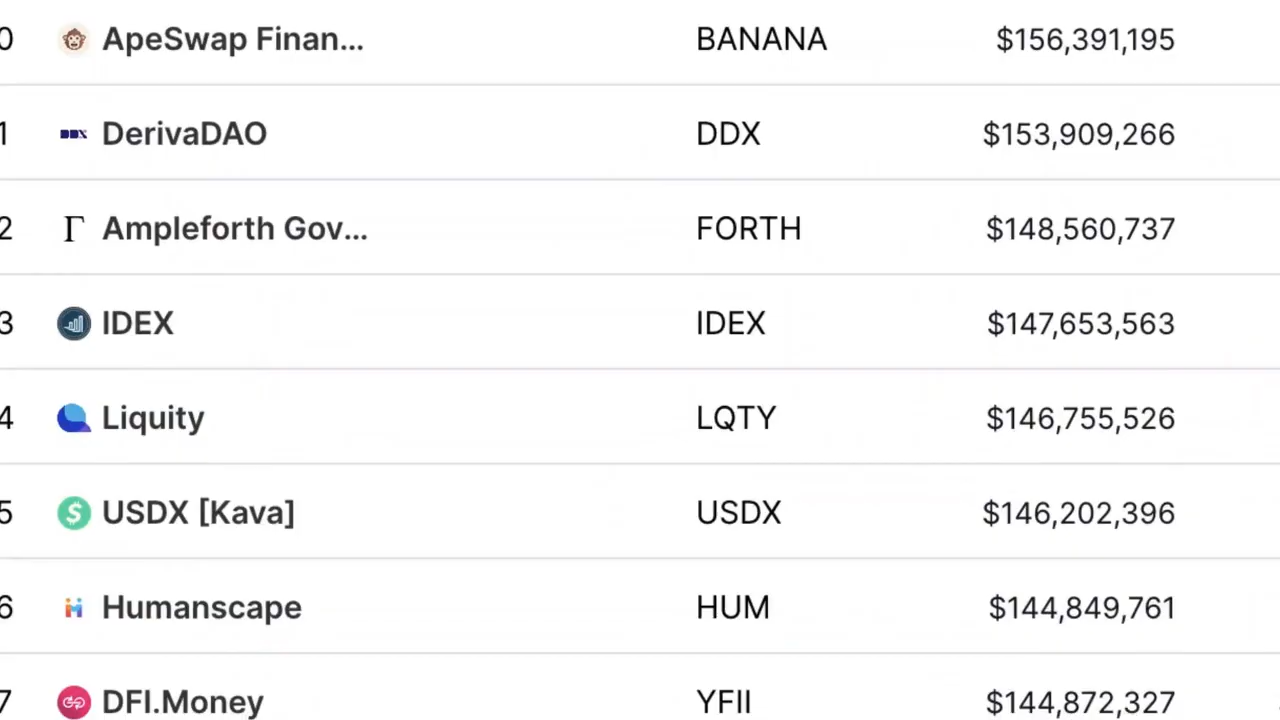 0 ApeSwap Finan... BANANA $156,391,195
1 DDX DerivaDAO DDX $153,909,266
2 Γ Ampleforth Gov... FORTH $148,560,737
3 IDEX IDEX $147,653,563
4 Liquity LQTY $146,755,526
5 $ USDX [Kava] USDX $146,202,396
6 Humanscape HUM $144,849,761
7 DFI.Money YFII $144,872,327